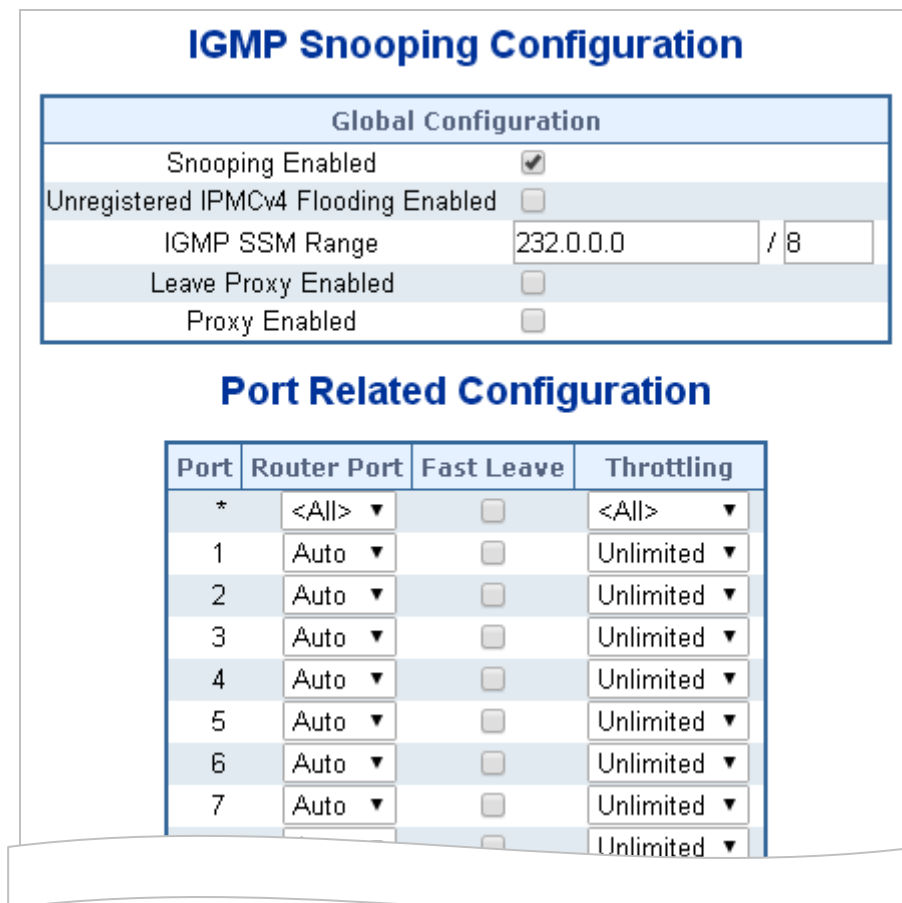 IGMP Snooping Configuration
Global Configuration
Snooping Enabled
Unregistered IPMCv4 Flooding Enabled
IGMP SSM Range 232.0.0.0 / 8
Leave Proxy Enabled
Proxy Enabled
Port Related Configuration
Port Router Port Fast Leave Throttling
* <All> <All>
1 Auto Unlimited
2 Auto Unlimited
3 Auto Unlimited
4 Auto Unlimited
5 Auto Unlimited
6 Auto Unlimited
7 Auto Unlimited
Unlimited